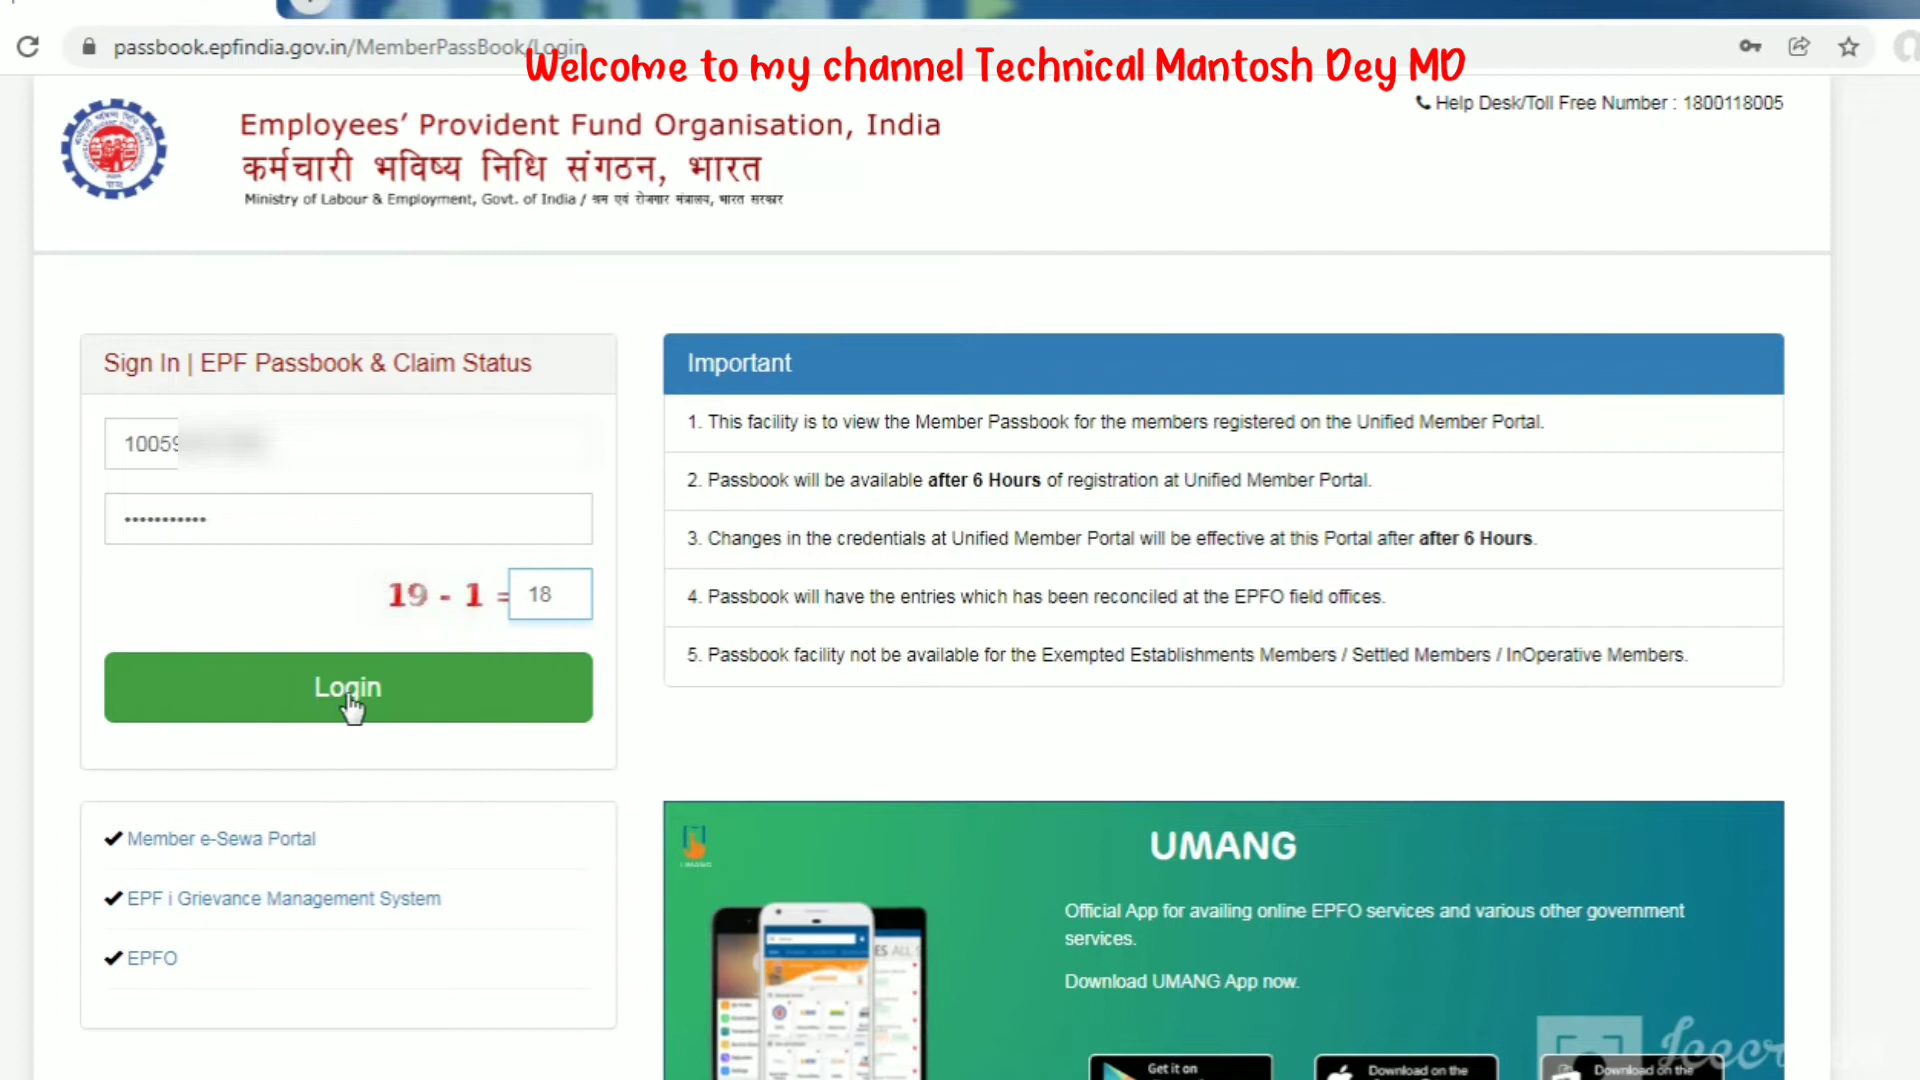 passbook.epfindia.gov.in/MemberPassBook/Login
Welcome to my channel Technical Mantosh Dey MD
Help Desk/Toll Free Number : 1800118005
Employees' Provident Fund Organisation, India
कर्मचारी भविष्य निधि संगठन, भारत
Ministry of Labour & Employment, Govt. of India / श्रम एवं रोजगार मंत्रालय, भारत सरकार
Sign In | EPF Passbook & Claim Status
10059
•••••••••••
19 - 1 = 18
Login
Important
1. This facility is to view the Member Passbook for the members registered on the Unified Member Portal.
2. Passbook will be available after 6 Hours of registration at Unified Member Portal.
3. Changes in the credentials at Unified Member Portal will be effective at this Portal after after 6 Hours.
4. Passbook will have the entries which has been reconciled at the EPFO field offices.
5. Passbook facility not be available for the Exempted Establishments Members / Settled Members / InOperative Members.
Member e-Sewa Portal
EPF i Grievance Management System
EPFO
UMANG
Official App for availing online EPFO services and various other government
services.
Download UMANG App now.
Get it on
Download on the
Download on the